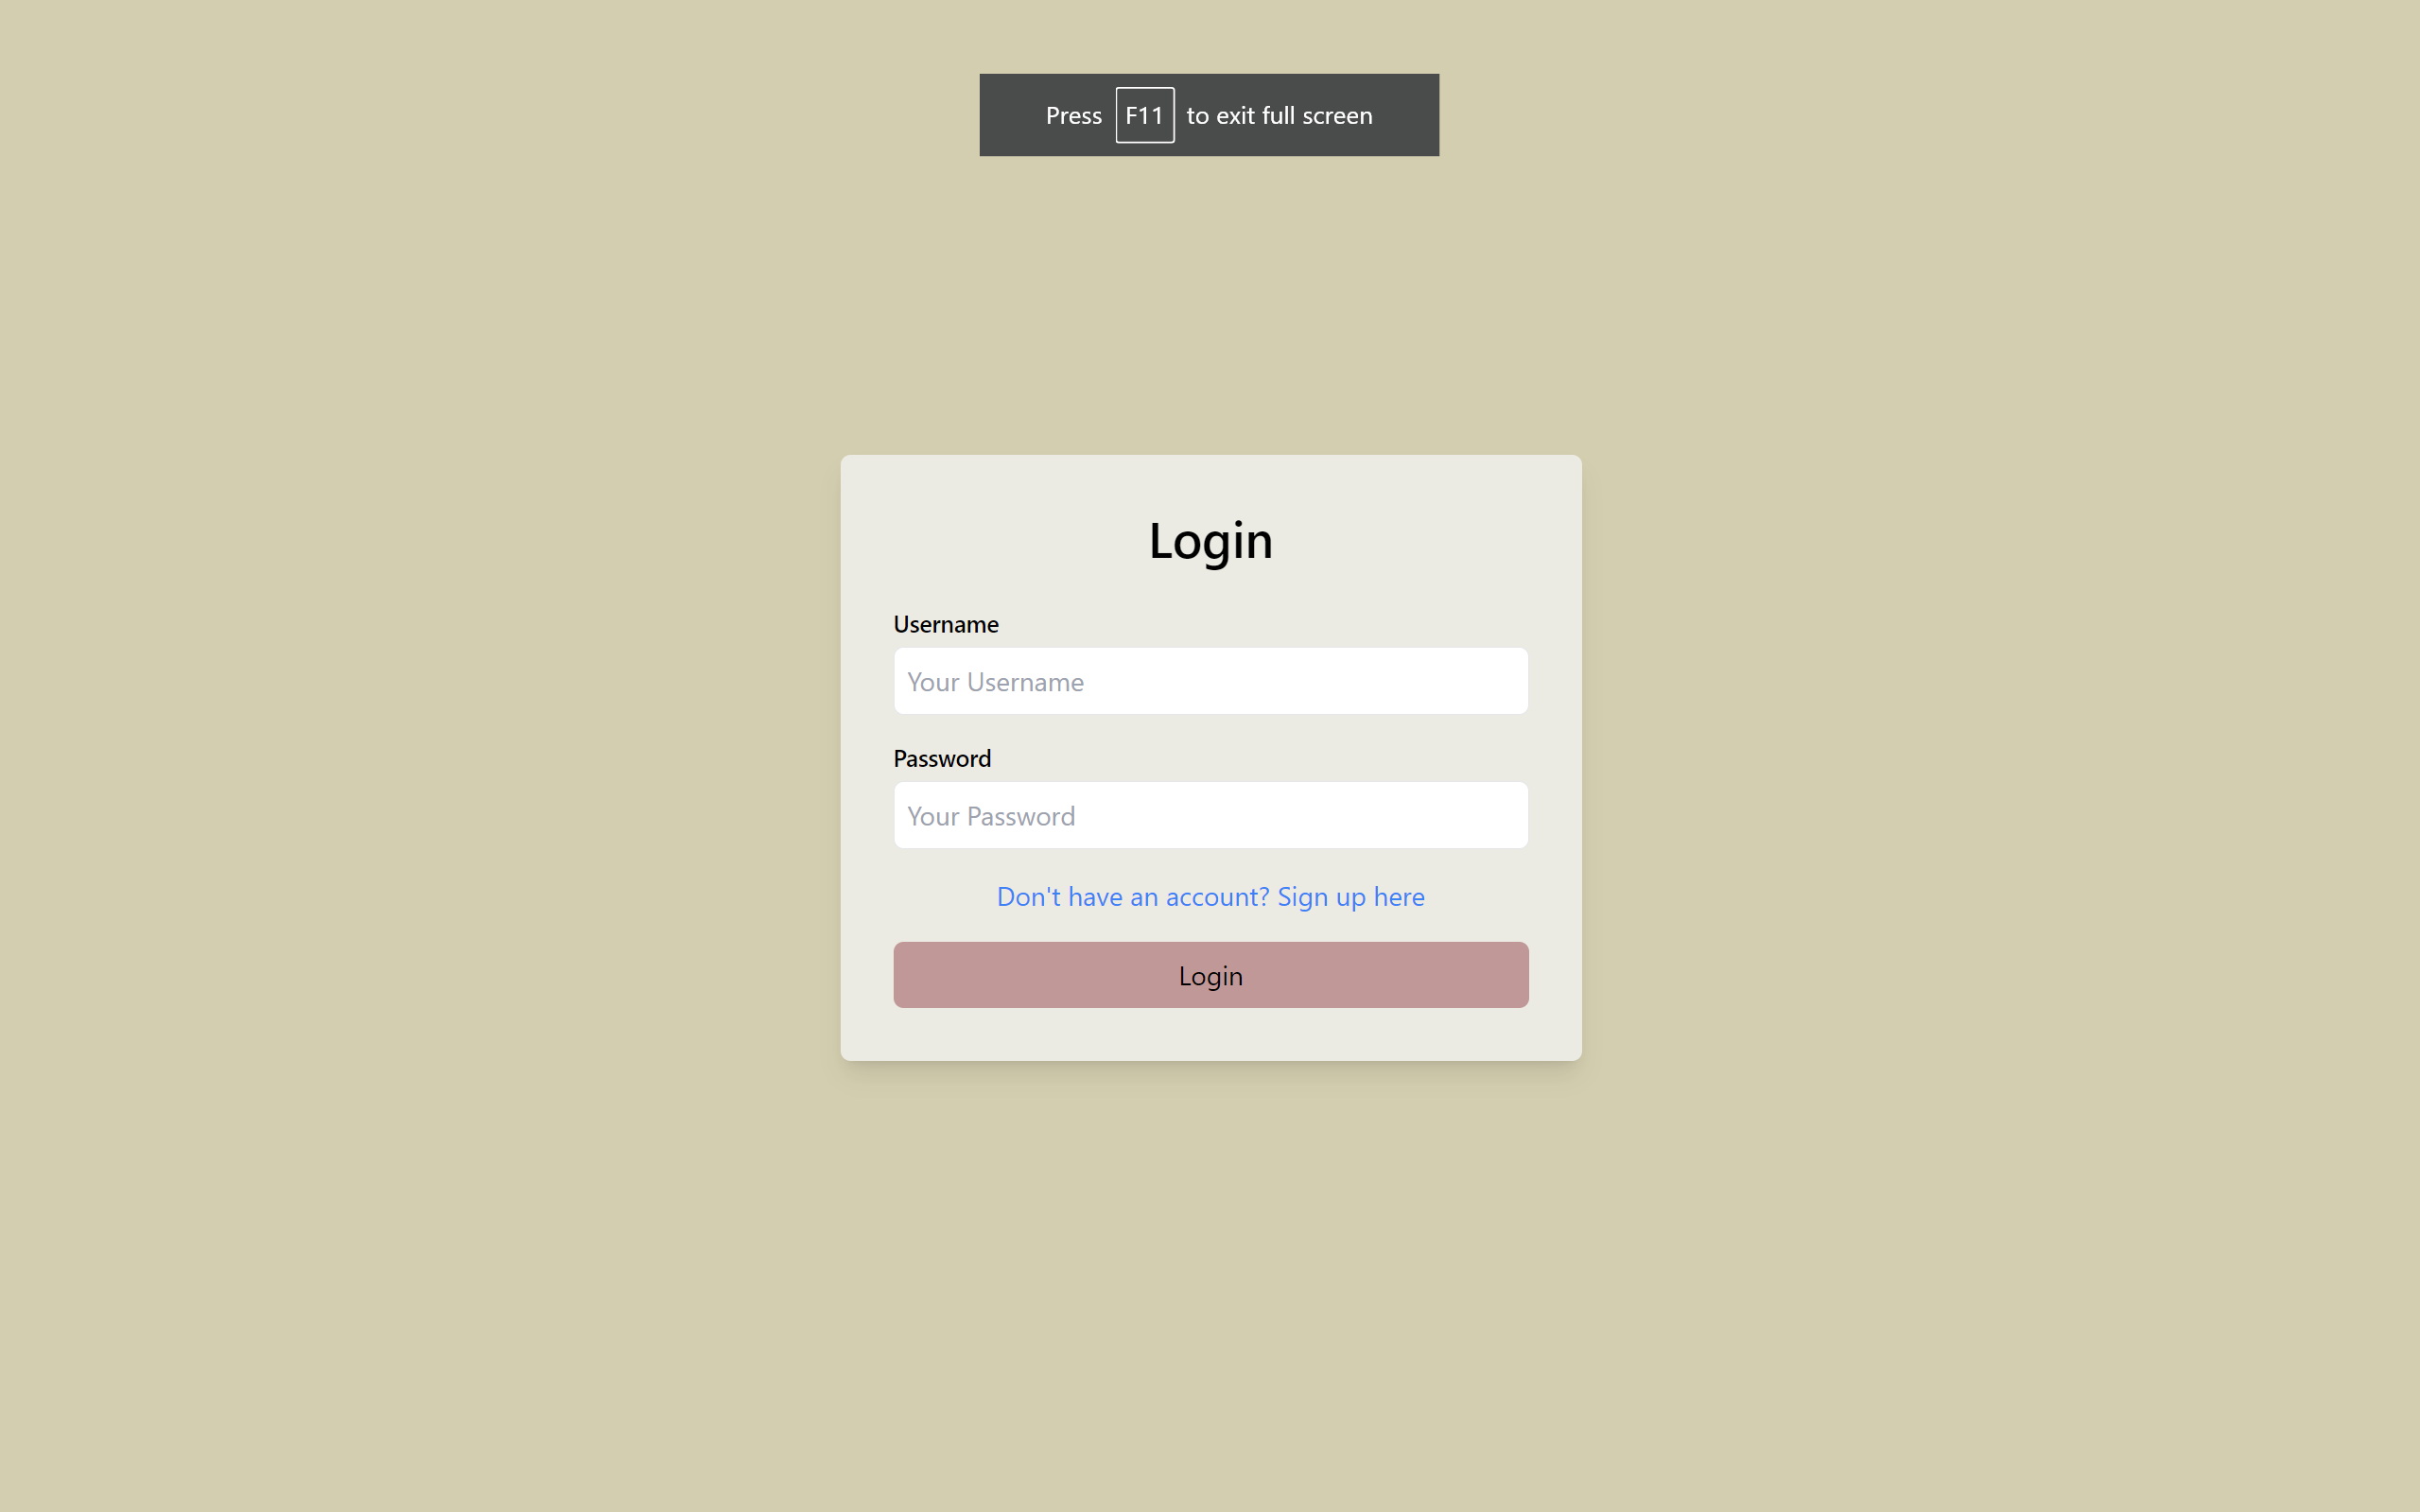 Press F11 to exit full screen
Login
Username
Your Username
Password
Your Password
Don't have an account? Sign up here
Login